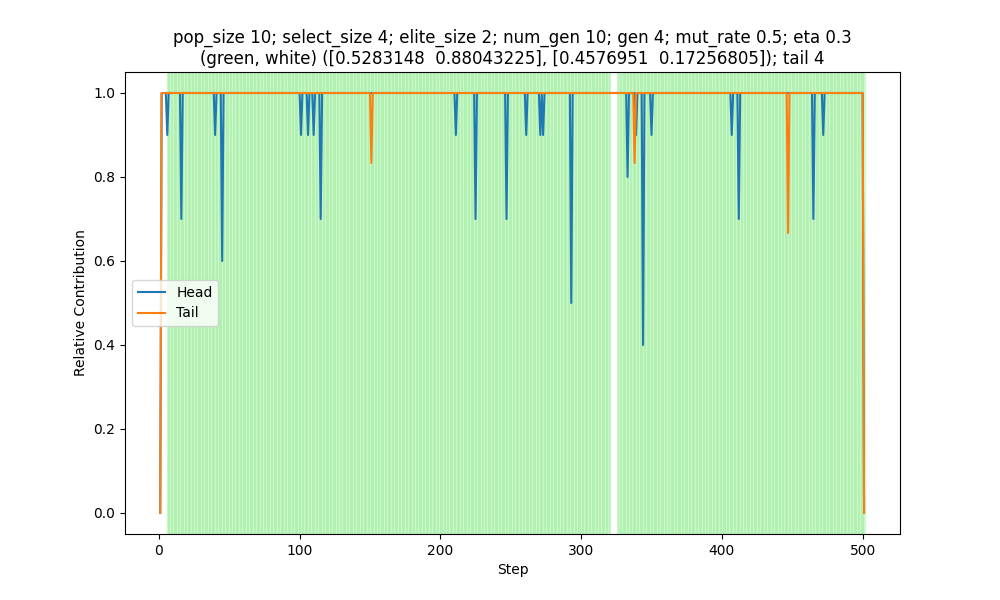 pop_size 10; select_size 4; elite_size 2; num_gen 10; gen 4; mut_rate 0.5; eta 0.3
(green, white) ([0.5283148  0.88043225], [0.4576951  0.17256805]); tail 4
1.0
0.8
0.6
0.4
0.2
0.0
Relative Contribution
Head
Tail
0
100
200
300
400
500
Step